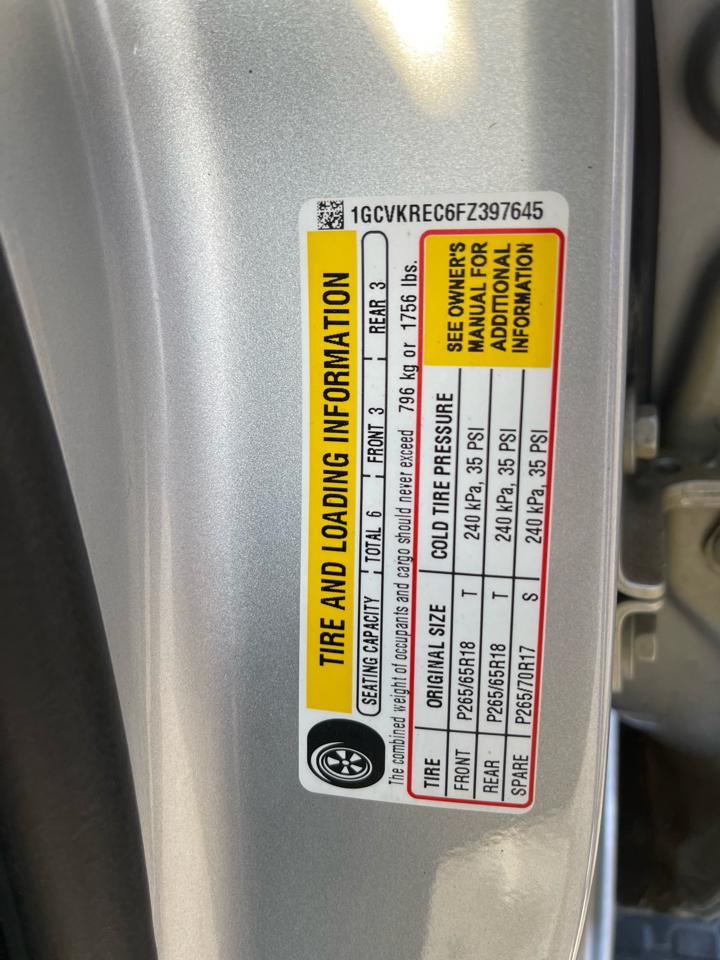 1GCVKREC6FZ397645
TIRE AND LOADING INFORMATION
SEATING CAPACITY TOTAL 6 FRONT 3 REAR 3
The combined weight of occupants and cargo should never exceed 796 kg or 1756 lbs.
TIRE ORIGINAL SIZE COLD TIRE PRESSURE
FRONT P265/65R18 T 240 kPa, 35 PSI
REAR P265/65R18 T 240 kPa, 35 PSI
SPARE P265/70R17 S 240 kPa, 35 PSI
SEE OWNER'S
MANUAL FOR
ADDITIONAL
INFORMATION